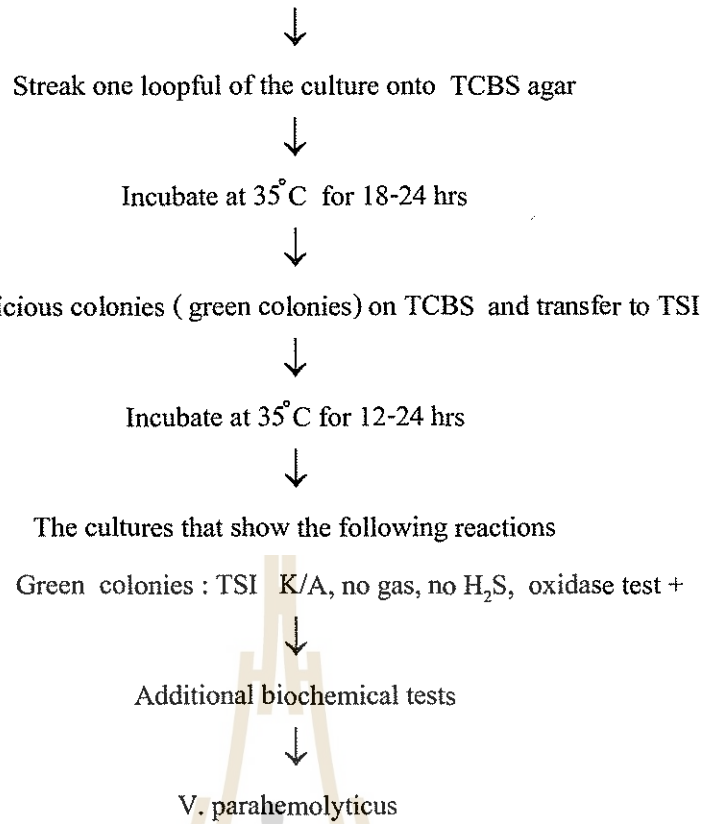 ↓
Streak one loopful of the culture onto TCBS agar
↓
Incubate at 35°C for 18-24 hrs
↓
colonies ( green colonies) on TCBS and transfer to TSI
↓
Incubate at 35°C for 12-24 hrs
↓
The cultures that show the following reactions
Green colonies : TSI K/A, no gas, no H₂S, oxidase test +
↓
Additional biochemical tests
↓
V. parahemolyticus